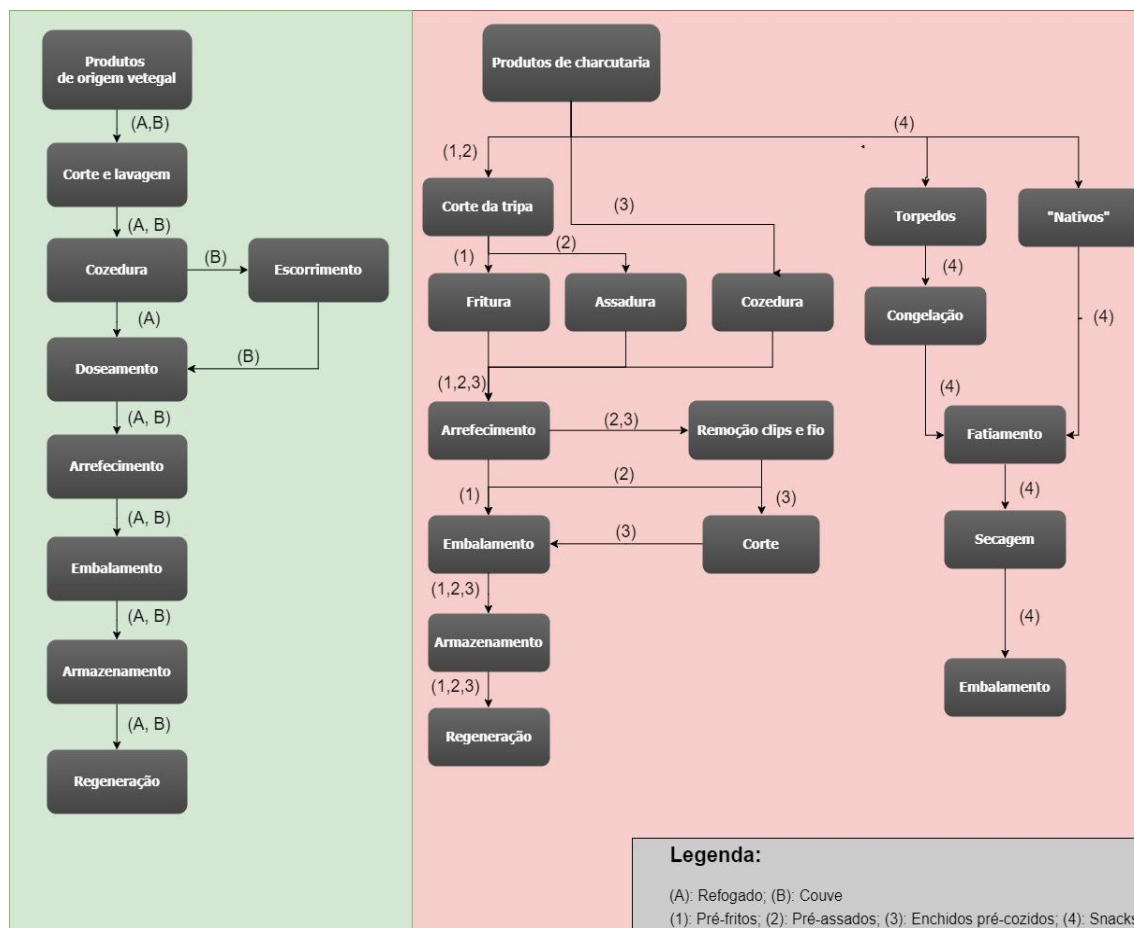 Produtos
de origem vetegal
(A,B)
Corte e lavagem
(A, B)
Cozedura
(B)
Escorrimento
(A)
(B)
Doseamento
(A, B)
Arrefecimento
(A, B)
Embalamento
(A, B)
Armazenamento
(A, B)
Regeneração
Produtos de charcutaria
(4)
(1,2)
Corte da tripa
(3)
Torpedos
"Nativos"
(1)
(2)
(4)
Fritura
Assadura
Cozedura
Congelação
(4)
(1,2,3)
(4)
Arrefecimento
(2,3)
Remoção clips e fio
Fatiamento
(1)
(2)
(3)
(4)
Embalamento
(3)
Corte
Secagem
(1,2,3)
(4)
Armazenamento
(1,2,3)
Embalamento
Regeneração
Legenda:
(A): Refogado; (B): Couve
(1): Pré-fritos; (2): Pré-assados; (3): Enchidos pré-cozidos; (4): Snacks